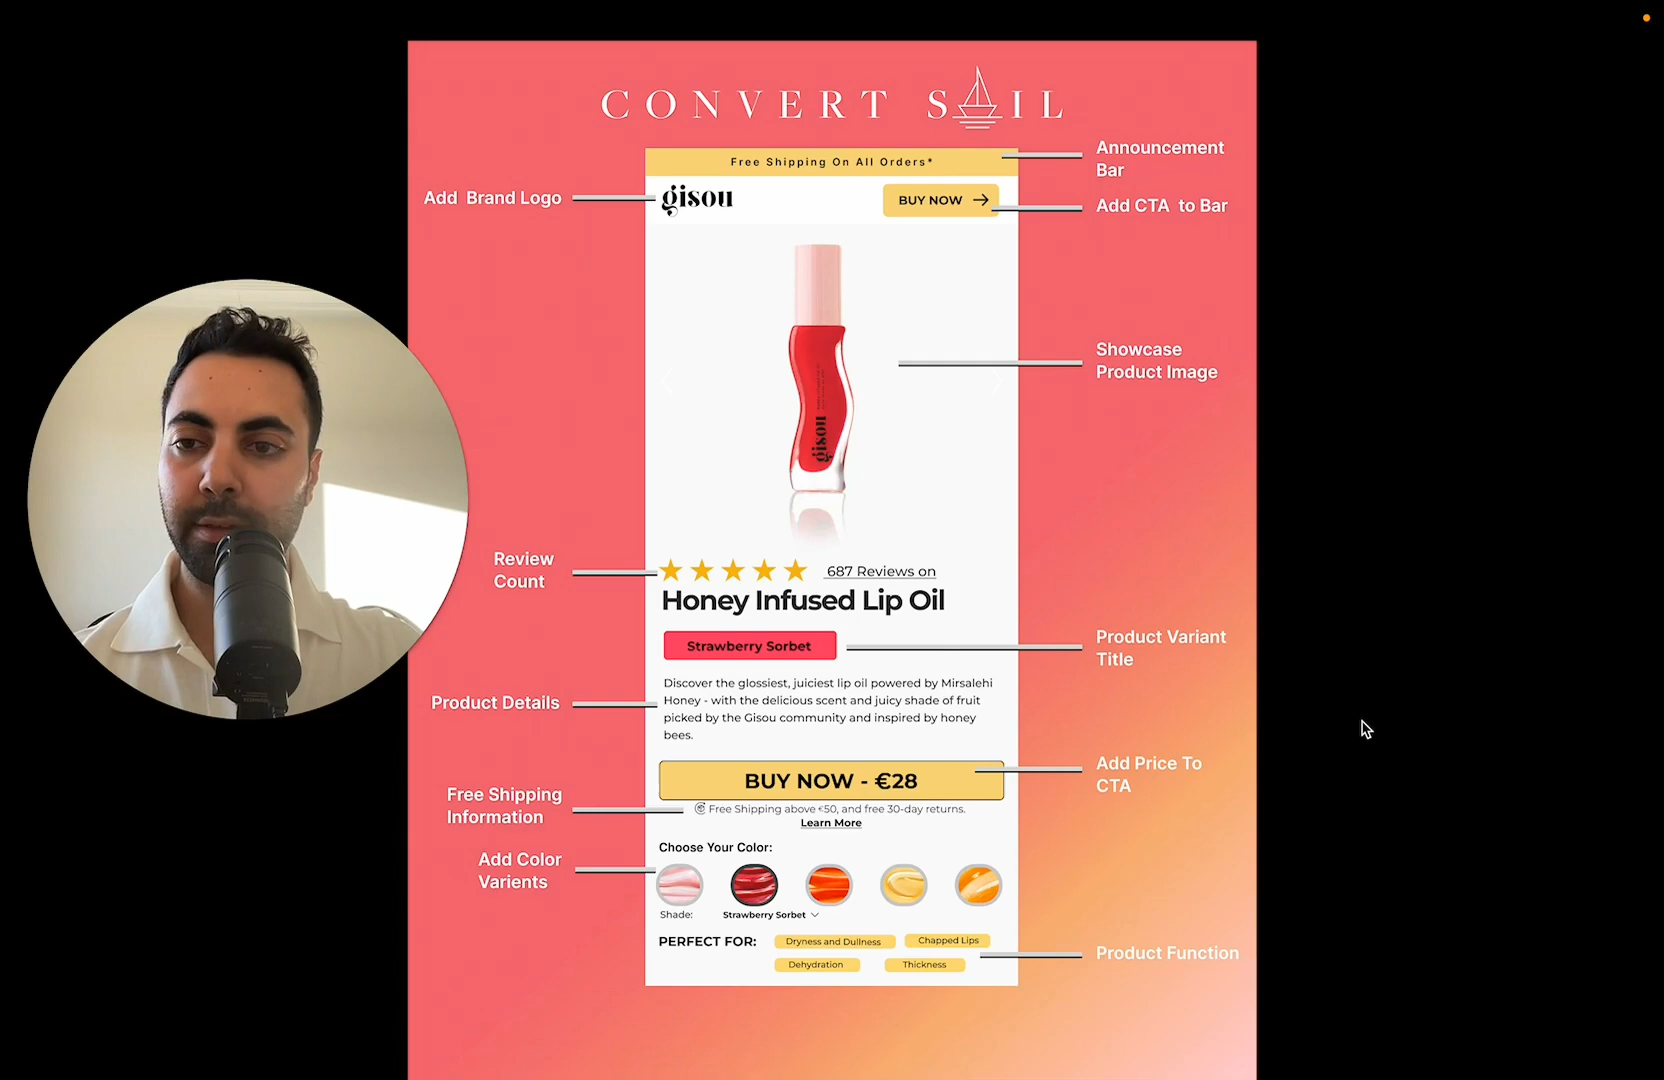 CONVERT SAIL
Free Shipping On All Orders*
Announcement
Bar
Add Brand Logo
gisou
BUY NOW →
Add CTA to Bar
Showcase
Product Image
gisou
Review
Count
687 Reviews on
Honey Infused Lip Oil
Strawberry Sorbet
Product Variant
Title
Product Details
Discover the glossiest, juiciest lip oil powered by Mirsalehi
Honey - with the delicious scent and juicy shade of fruit
picked by the Gisou community and inspired by honey
bees.
BUY NOW - €28
Add Price To
CTA
Free Shipping
Information
Free Shipping above €50, and free 30-day returns.
Learn More
Choose Your Color:
Add Color
Varients
Shade:
Strawberry Sorbet
PERFECT FOR:
Dryness and Dullness
Chapped Lips
Dehydration
Thickness
Product Function